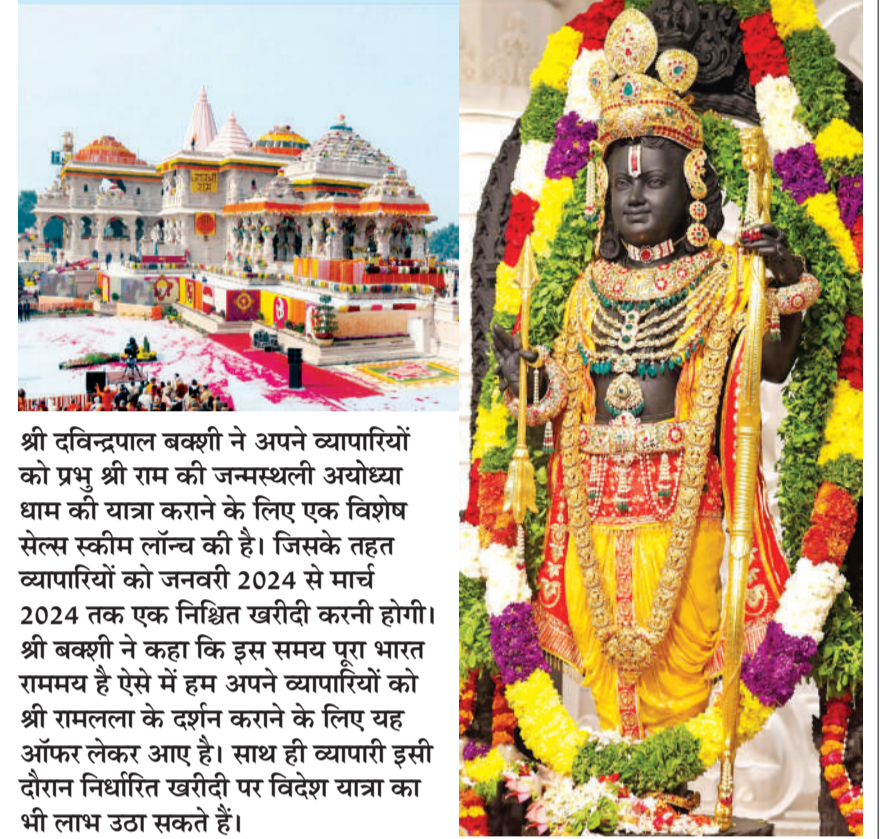 श्री दविन्द्रपाल बक्शी ने अपने व्यापारियों
को प्रभु श्री राम की जन्मस्थली अयोध्या
धाम की यात्रा कराने के लिए एक विशेष
सेल्स स्कीम लॉन्च की है। जिसके तहत
व्यापारियों को जनवरी 2024 से मार्च
2024 तक एक निश्चित खरीदी करनी होगी।
श्री बक्शी ने कहा कि इस समय पूरा भारत
राममय है ऐसे में हम अपने व्यापारियों को
श्री रामलला के दर्शन कराने के लिए यह
ऑफर लेकर आए है। साथ ही व्यापारी इसी
दौरान निर्धारित खरीदी पर विदेश यात्रा का
भी लाभ उठा सकते हैं।